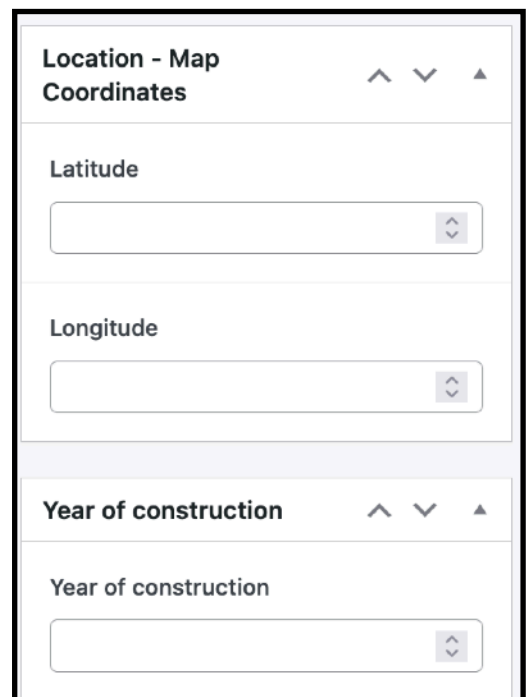 Location - Map
Coordinates
Latitude
Longitude
Year of construction
Year of construction